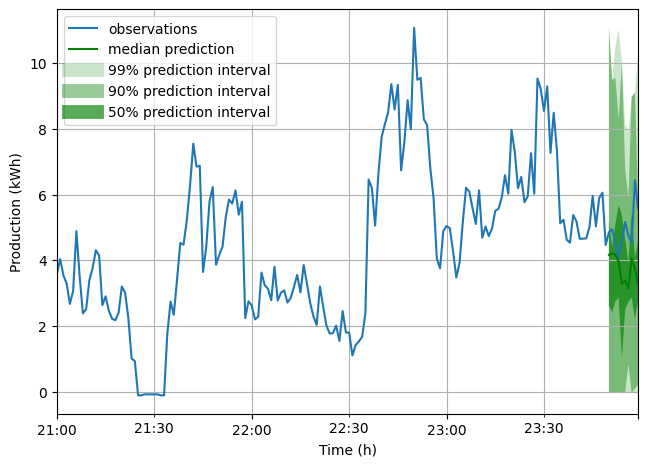 observations
median prediction
99% prediction interval
90% prediction interval
50% prediction interval
Production (kWh)
10
8
6
4
2
0
21:00 21:30 22:00 22:30 23:00 23:30
Time (h)